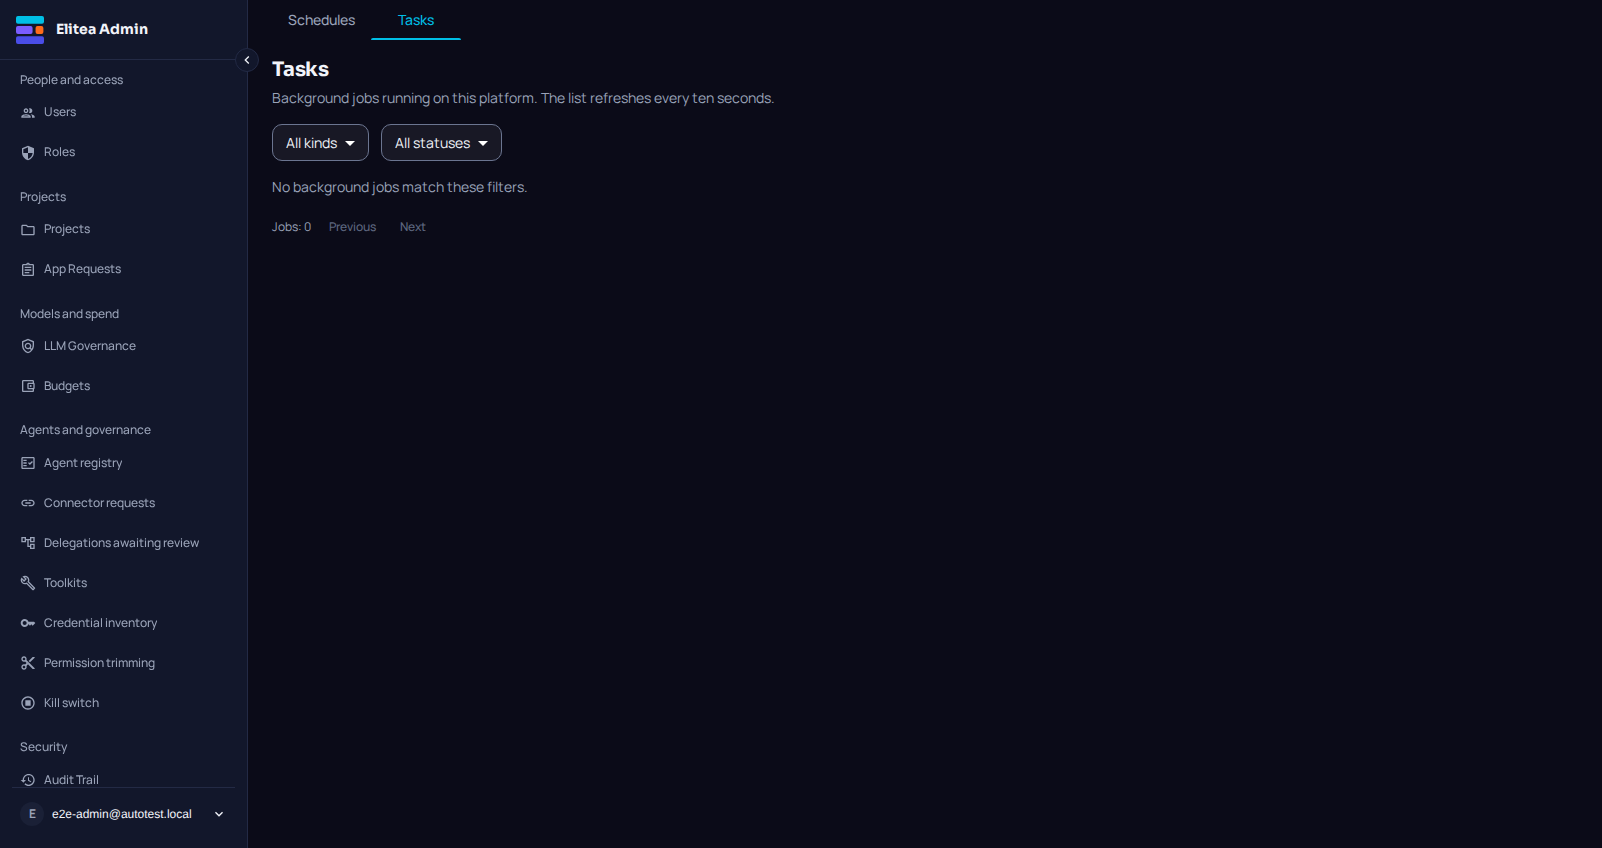 Elitea Admin
People and access
Users
Roles
Projects
Projects
App Requests
Models and spend
LLM Governance
Budgets
Agents and governance
Agent registry
Connector requests
Delegations awaiting review
Toolkits
Credential inventory
Permission trimming
Kill switch
Security
Audit Trail
E e2e-admin@autotest.local
Schedules Tasks
Tasks
Background jobs running on this platform. The list refreshes every ten seconds.
All kinds All statuses
No background jobs match these filters.
Jobs: 0 Previous Next